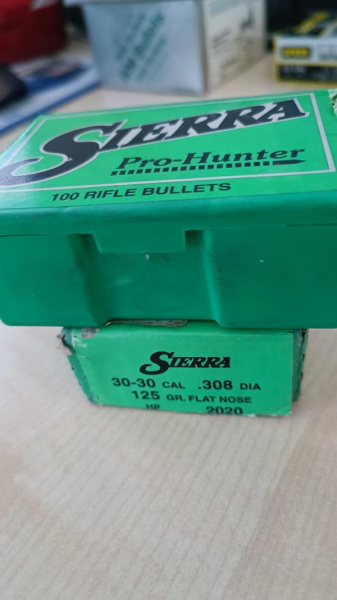 SIERRA
Pro-Hunter
100 RIFLE BULLETS
SIERRA
30-30 CAL .308 DIA
125 GR. FLAT NOSE
HP 2020